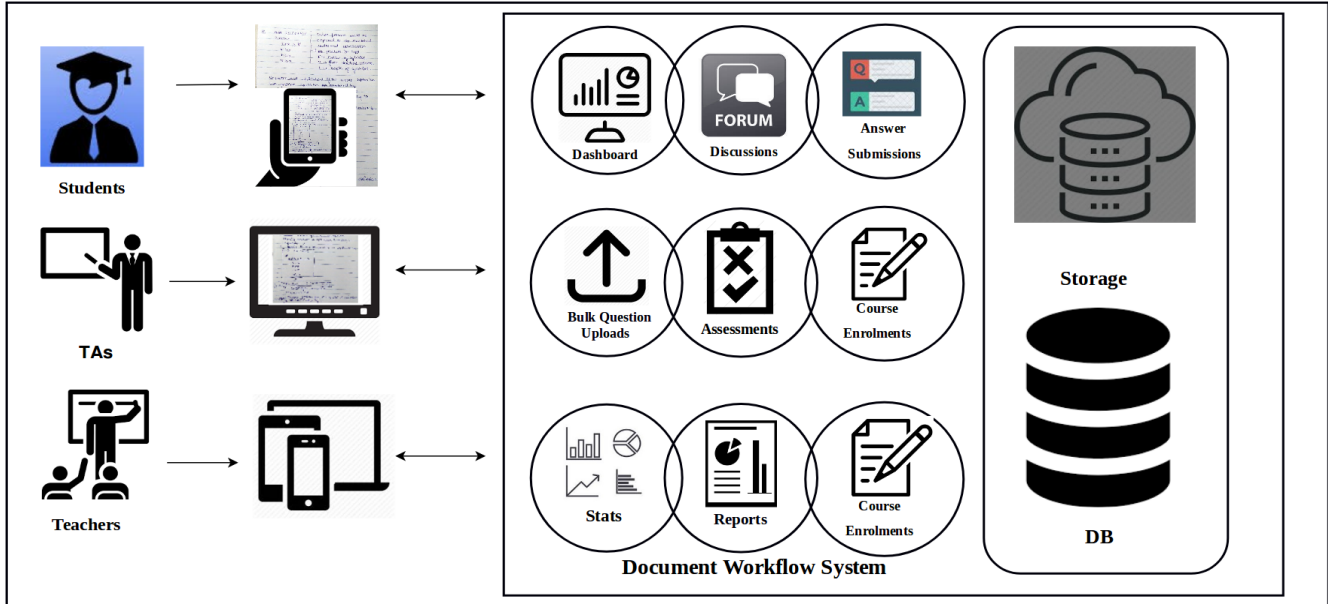 Students
TAs
Teachers
Dashboard
FORUM
Discussions
Q
A
Answer
Submissions
Bulk Question
Uploads
Assessments
Course
Enrolments
Stats
Reports
Course
Enrolments
Document Workflow System
Storage
DB